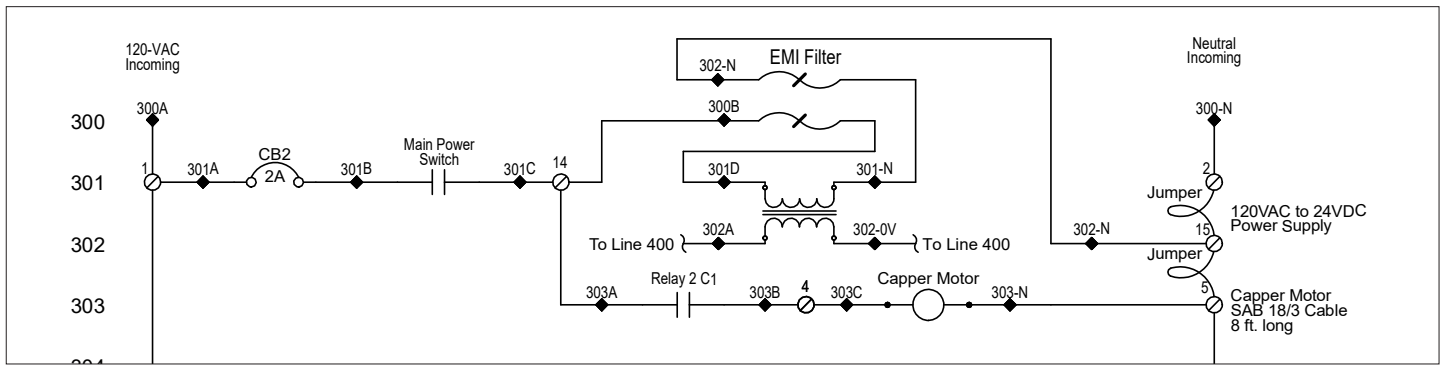 120-VAC
Incoming
Neutral
Incoming
302-N
EMI Filter
300
300A
300B
300-N
301
1
301A
CB2
2A
301B
Main Power
Switch
301C
14
301D
301-N
2
Jumper
120VAC to 24VDC
Power Supply
302
To Line 400
302A
302-0V
To Line 400
302-N
15
Jumper
303
303A
Relay 2 C1
303B
4
303C
Capper Motor
303-N
5
Capper Motor
SAB 18/3 Cable
8 ft. long